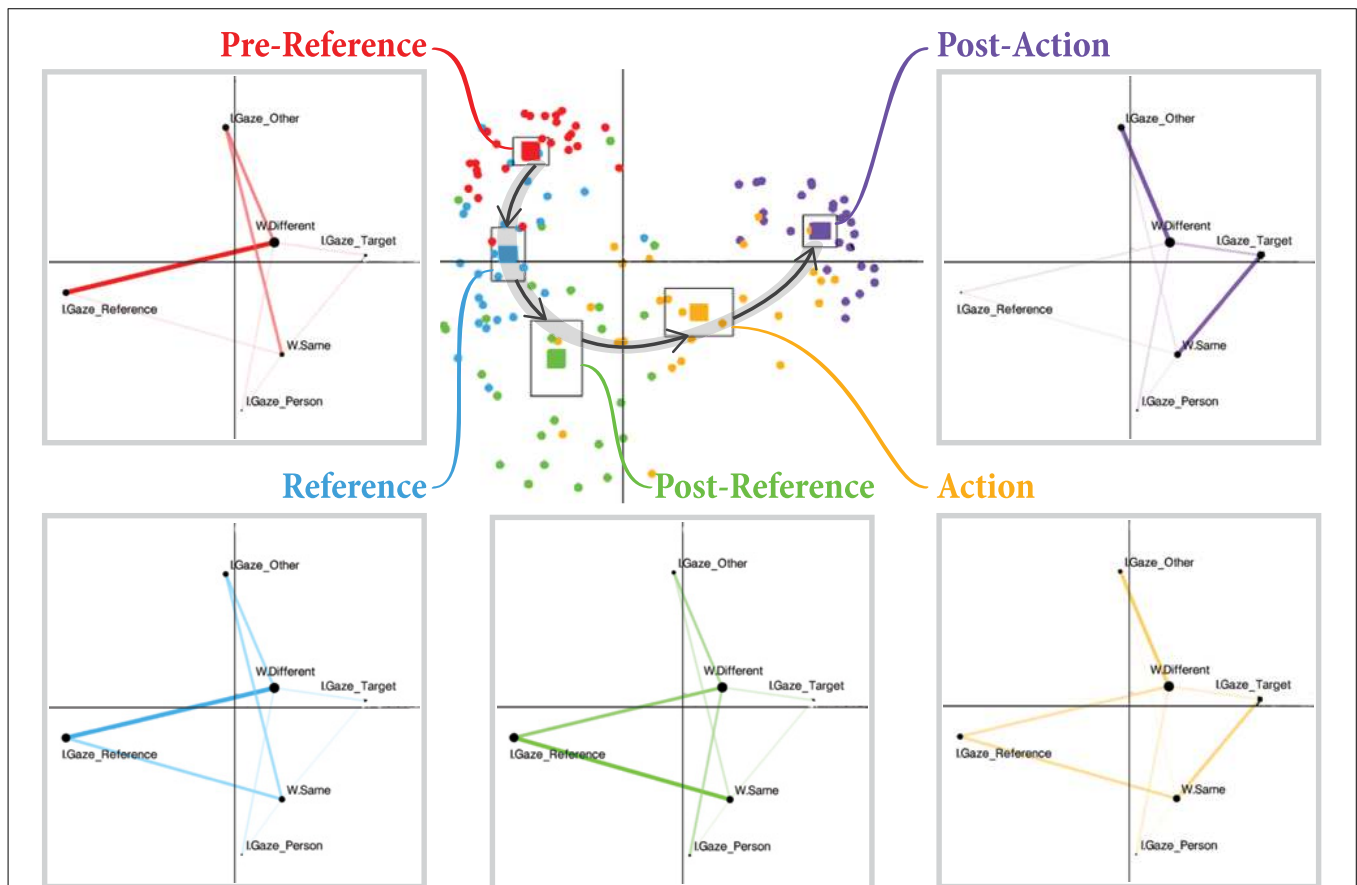 Pre-Reference
Post-Action
I.Gaze_Other
W.Different
I.Gaze_Target
I.Gaze_Reference
W.Same
I.Gaze_Person
I.Gaze_Other
W.Different
I.Gaze_Target
I.Gaze_Reference
W.Same
I.Gaze_Person
Reference
Post-Reference
Action
I.Gaze_Other
W.Different
I.Gaze_Target
I.Gaze_Reference
W.Same
I.Gaze_Person
I.Gaze_Other
W.Different
I.Gaze_Target
I.Gaze_Reference
W.Same
I.Gaze_Person
I.Gaze_Other
W.Different
I.Gaze_Target
I.Gaze_Reference
W.Same
I.Gaze_Person